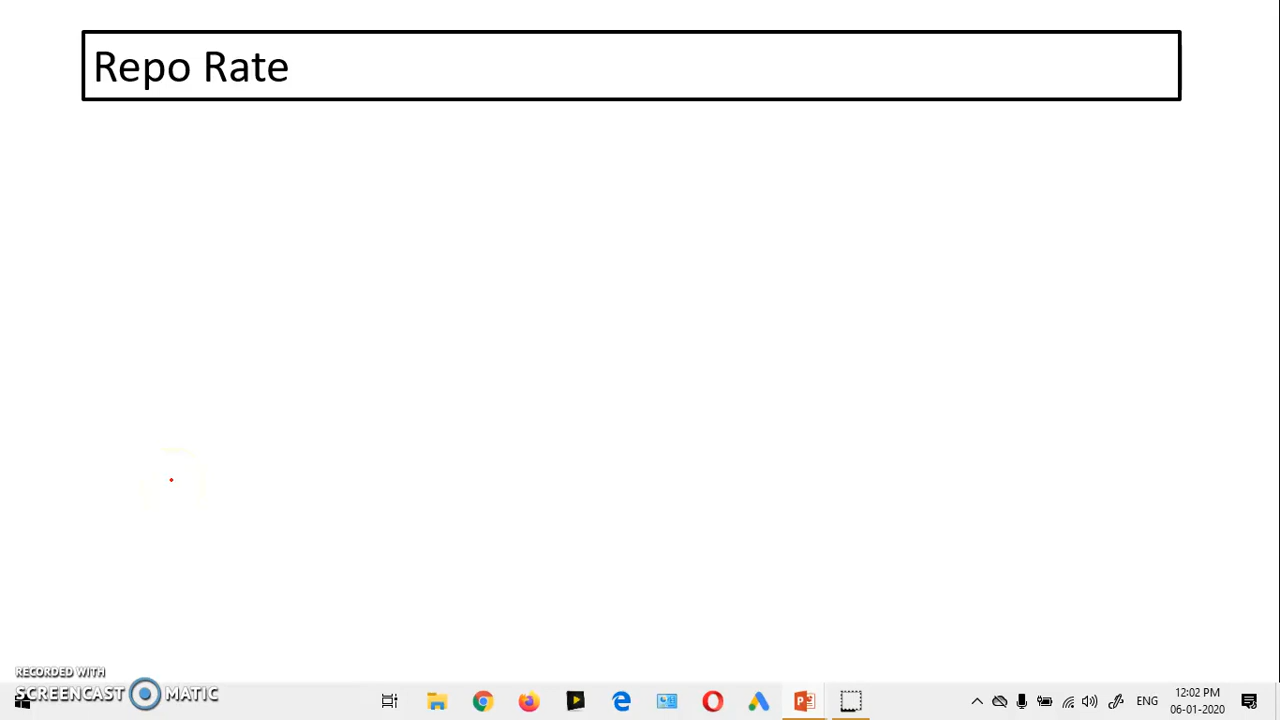 Repo Rate
RECORDED WITH
SCREENCAST MATIC
ENG
12:02 PM
06-01-2020